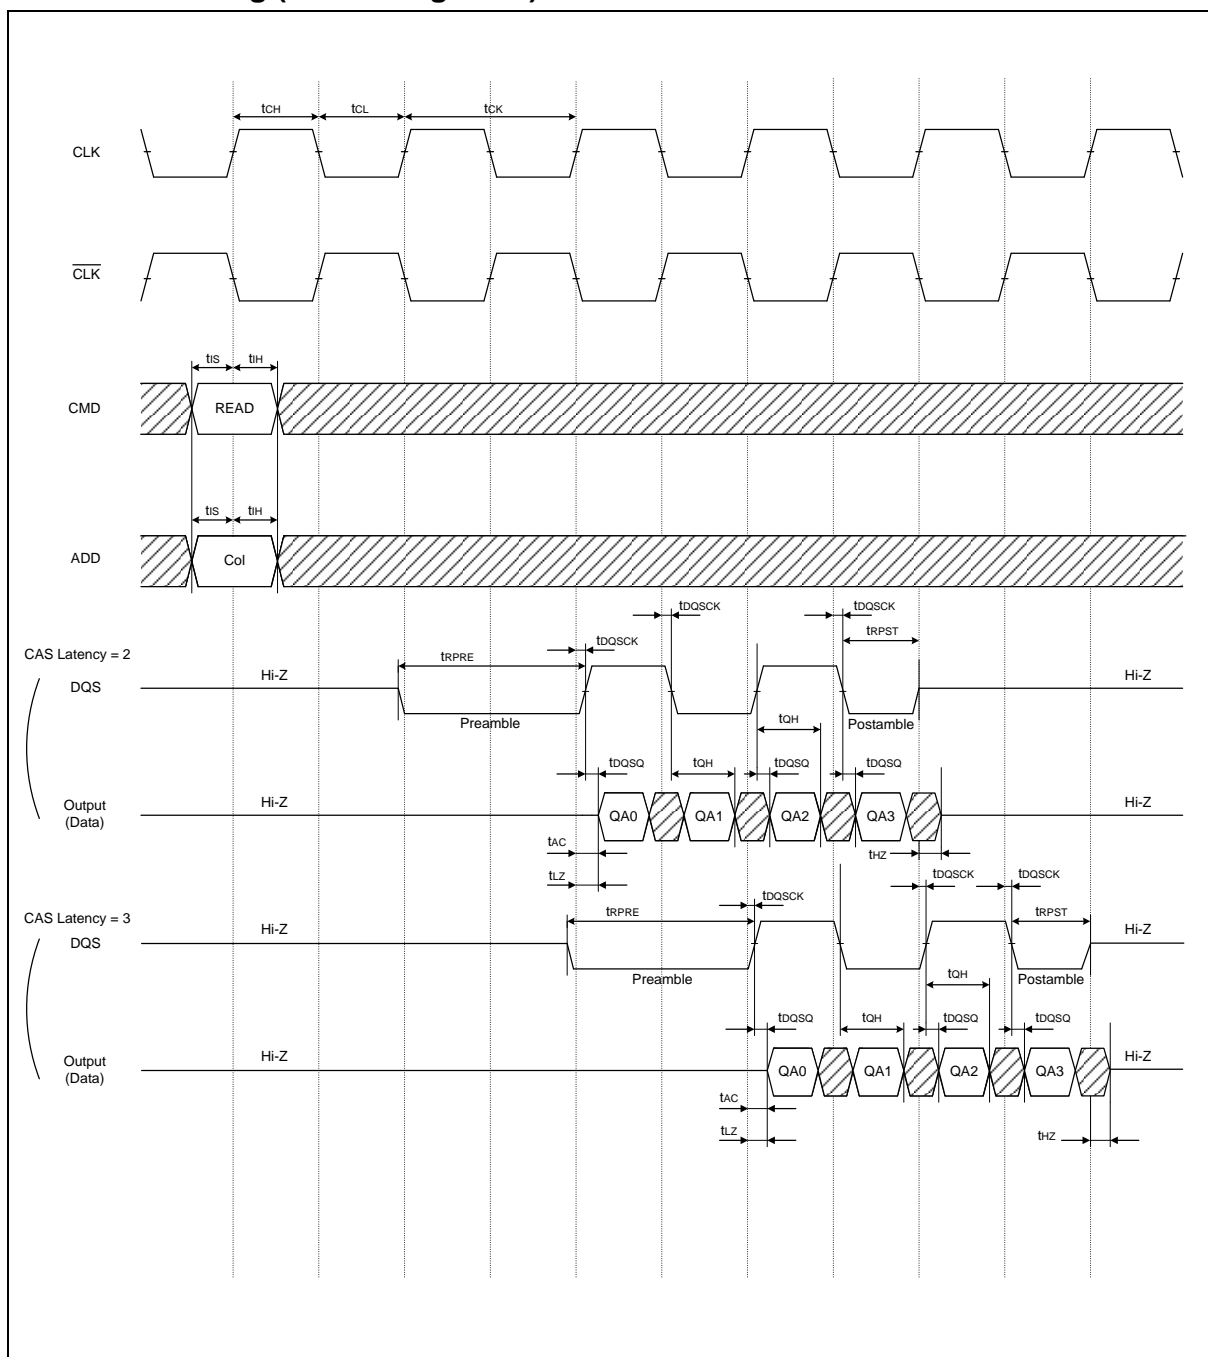 tCH tCL tCK
CLK
CLK
tIS tIH
CMD READ
tIS tIH
ADD Col
tDQSCK tDQSCK
tDQSCK tRPST
CAS Latency = 2 tRPRE
Hi-Z Hi-Z
DQS
Preamble tQH Postamble
tDQSQ tQH tDQSQ tDQSQ
Hi-Z Hi-Z
Output QA0 QA1 QA2 QA3
(Data)
tAC tHZ
tLZ
tDQSCK tDQSCK tDQSCK
CAS Latency = 3 tRPRE tRPST
Hi-Z Hi-Z
DQS
Preamble tQH Postamble
tDQSQ tQH tDQSQ tDQSQ
Hi-Z Hi-Z
Output QA0 QA1 QA2 QA3
(Data)
tAC
tLZ tHZ